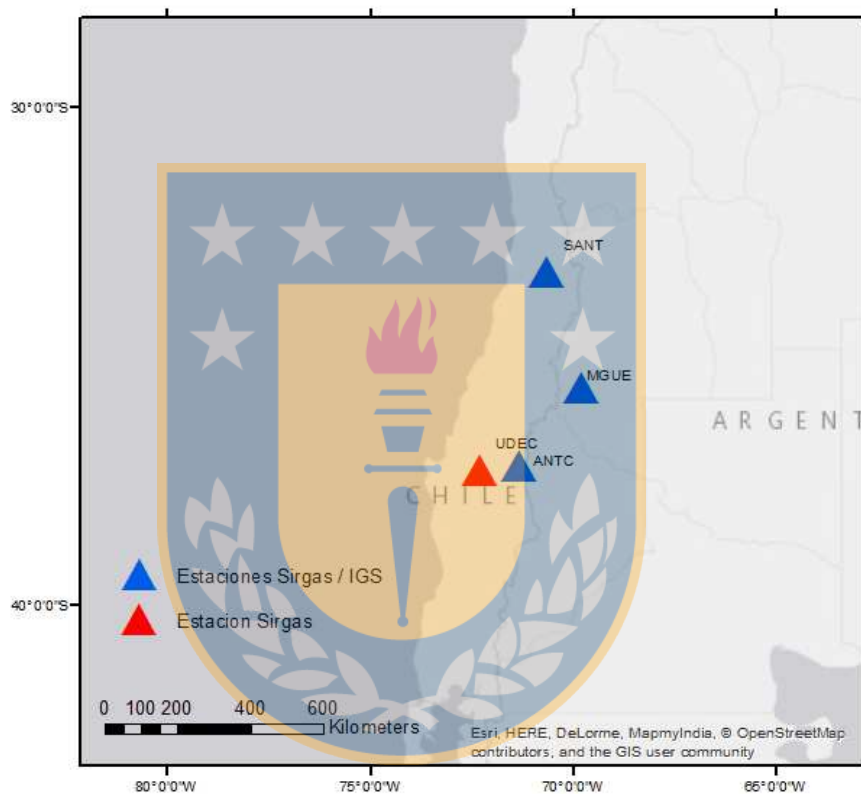 30°0'0"S
SANT
MGUE
ARGENT
UDEC
ANTC
CHILE
Estaciones Sirgas / IGS
40°0'0"S
Estacion Sirgas
0 100 200 400 600
Kilometers
Esri, HERE, DeLorme, MapmyIndia, © OpenStreetMap
contributors, and the GIS user community
80°0'0"W 75°0'0"W 70°0'0"W 65°0'0"W